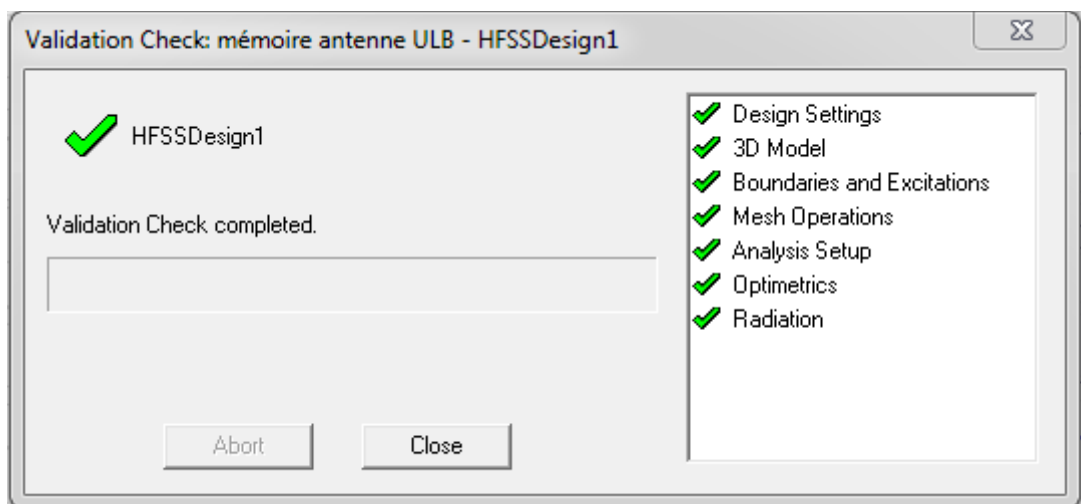 Validation Check: mémoire antenne ULB - HFSSDesign1
HFSSDesign1
Validation Check completed.
Abort
Close
Design Settings
3D Model
Boundaries and Excitations
Mesh Operations
Analysis Setup
Optimetrics
Radiation